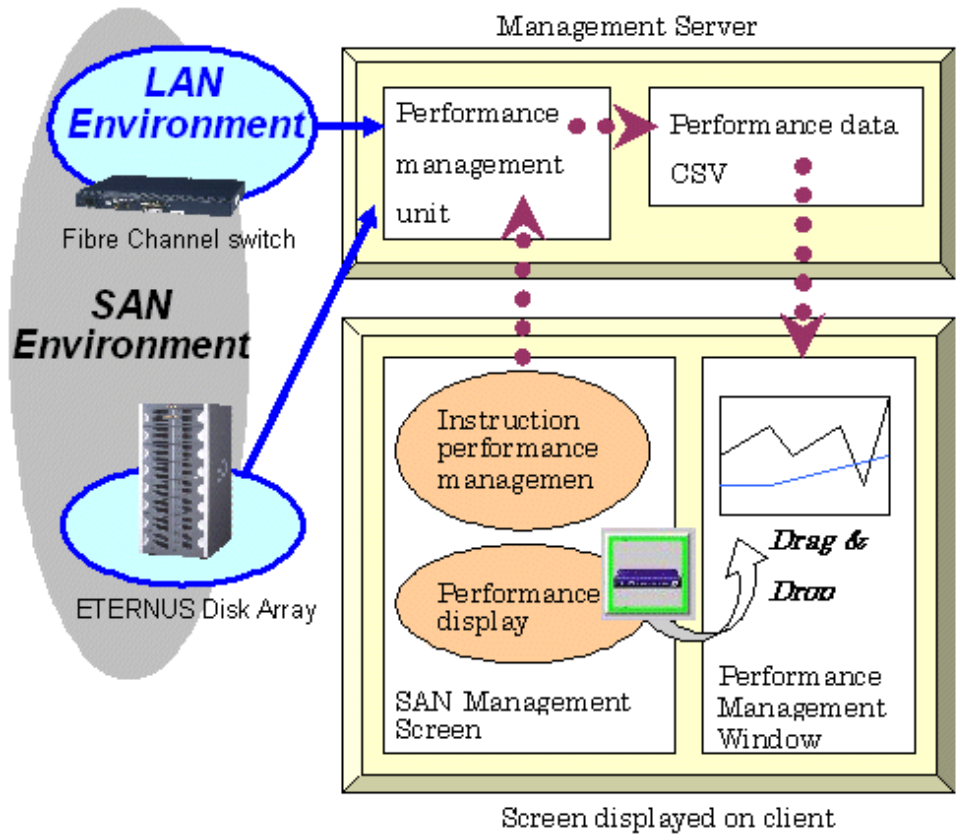 Management Server
LAN
Environment
Performance
management
unit
Performance data
CSV
Fibre Channel switch
SAN
Environment
Instruction
performance
managemen
Drag &
Drop
Performance
display
ETERNUS Disk Array
SAN Management
Screen
Performance
Management
Window
Screen displayed on client